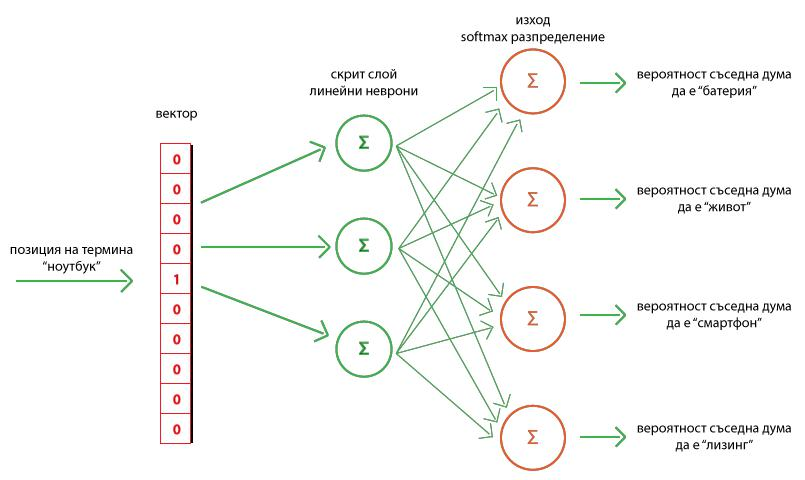 изход
softmax разпределение
скрит слой
линейни неврони
вектор
позиция на термина
“ноутбук”
0
0
0
0
1
0
0
0
0
0
Σ
Σ
Σ
Σ
Σ
Σ
Σ
вероятност съседна дума
да е “батерия”
вероятност съседна дума
да е “живот”
вероятност съседна дума
да е “смартфон”
вероятност съседна дума
да е “лизинг”